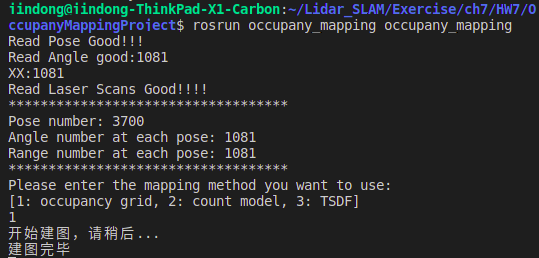 jindong@jindong-ThinkPad-X1-Carbon:~/Lidar_SLAM/Exercise/ch7/HW7/O
ccupanyMappingProject$ rosrun occupany_mapping occupany_mapping
Read Pose Good!!!
Read Angle good:1081
XX:1081
Read Laser Scans Good!!!!
***********************************
Pose number: 3700
Angle number at each pose: 1081
Range number at each pose: 1081
***********************************
Please enter the mapping method you want to use:
[1: occupancy grid, 2: count model, 3: TSDF]
1
开始建图，请稍后...
建图完毕